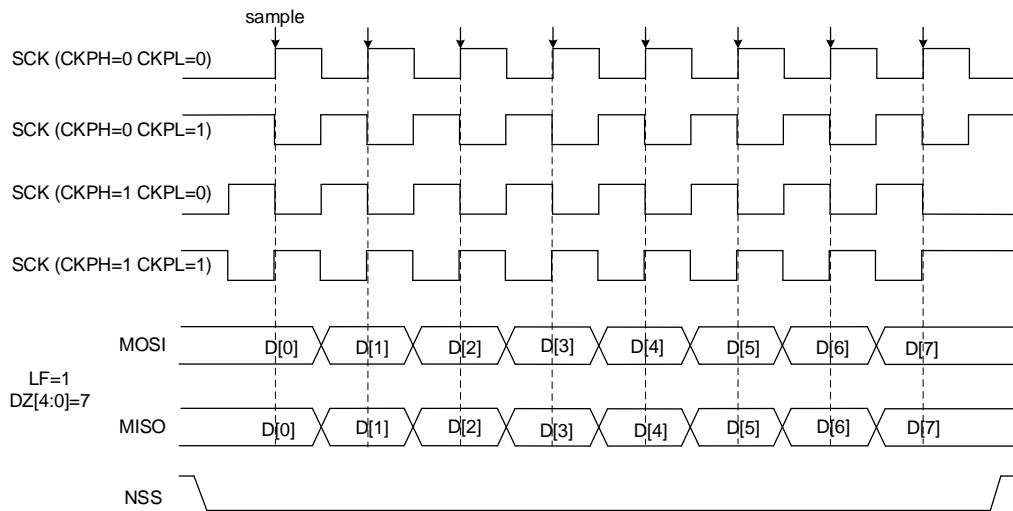 sample
SCK (CKPH=0 CKPL=0)
SCK (CKPH=0 CKPL=1)
SCK (CKPH=1 CKPL=0)
SCK (CKPH=1 CKPL=1)
MOSI D[0] D[1] D[2] D[3] D[4] D[5] D[6] D[7]
LF=1
DZ[4:0]=7
MISO D[0] D[1] D[2] D[3] D[4] D[5] D[6] D[7]
NSS